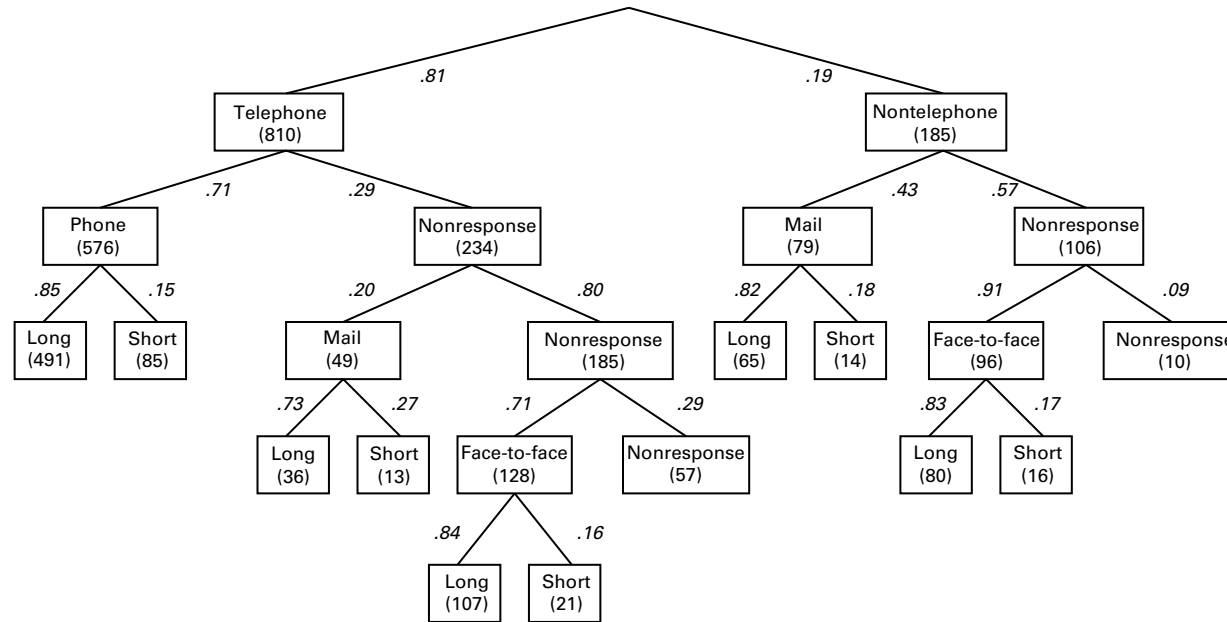 .81 .19
Telephone Nontelephone
(810) (185)
.71 .29 .43 .57
Phone Nonresponse Mail Nonresponse
(576) (234) (79) (106)
.85 .15 .20 .80 .82 .18 .91 .09
Long Short Mail Nonresponse Long Short Face-to-face Nonresponse
(491) (85) (49) (185) (65) (14) (96) (10)
.73 .27 .71 .29 .83 .17
Long Short Face-to-face Nonresponse Long Short
(36) (13) (128) (57) (80) (16)
.84 .16
Long Short
(107) (21)